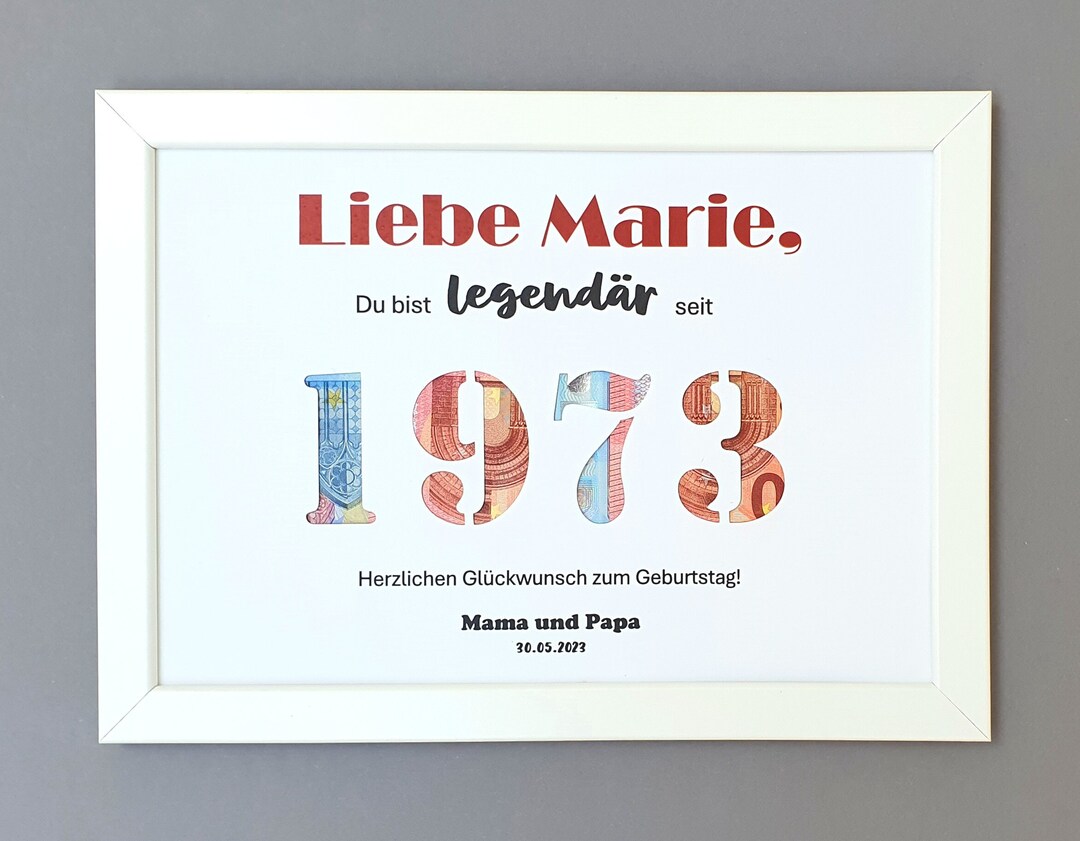 Liebe Marie,
Du bist legendär seit
1973
Herzlichen Glückwunsch zum Geburtstag!
Mama und Papa
30.05.2023